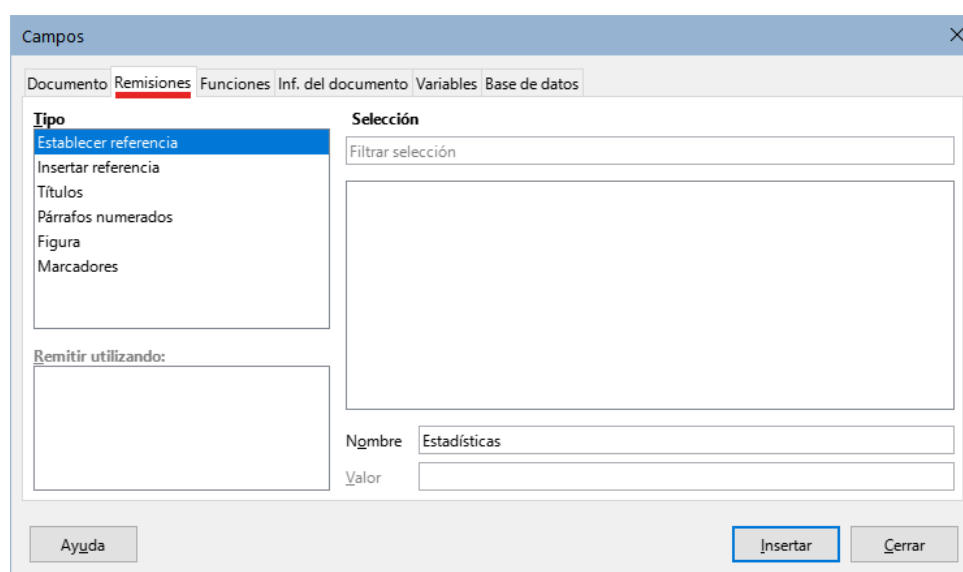 Campos
Documento Remisiones Funciones Inf. del documento Variables Base de datos
Tipo
Establecer referencia
Insertar referencia
Títulos
Párrafos numerados
Figura
Marcadores
Remitir utilizando:
Selección
Filtrar selección
Nombre Estadísticas
Valor
Ayuda Insertar Cerrar